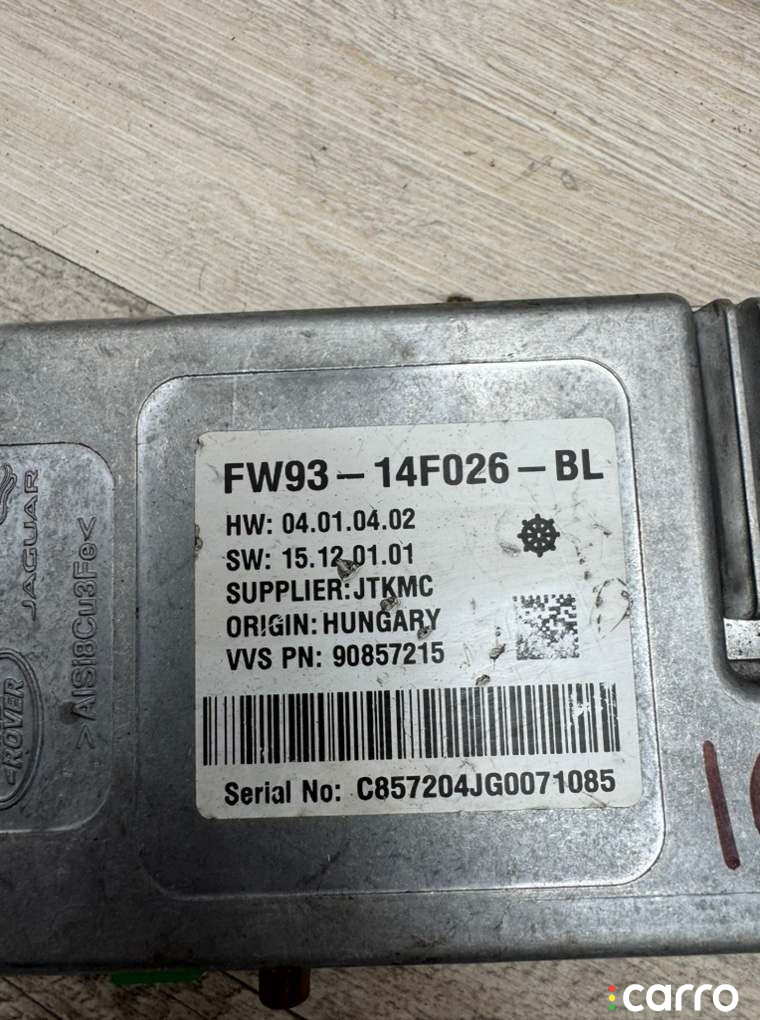 FW93-14F026-BL
HW: 04.01.04.02
SW: 15.12.01.01
SUPPLIER: JTKMC
ORIGIN: HUNGARY
VVS PN: 90857215
Serial No: C857204JG0071085
JAGUAR
>AlSi8Cu3Fe<
ROVER
carro